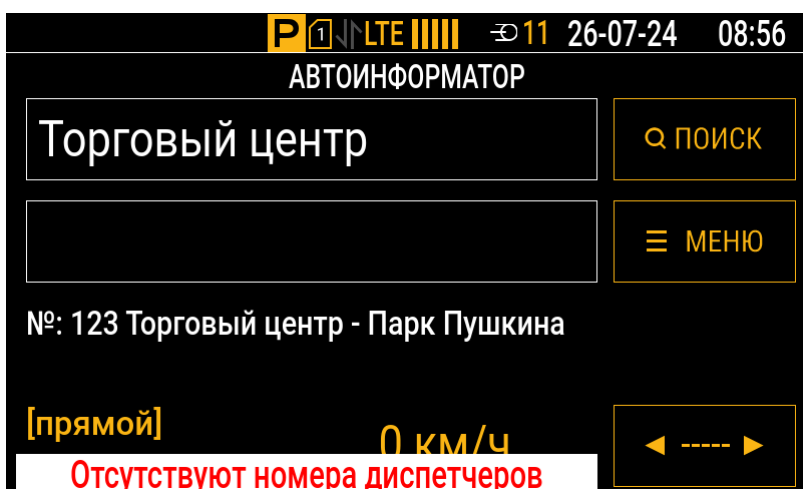 P 1 LTE 11 26-07-24 08:56
АВТОИНФОРМАТОР
Торговый центр
ПОИСК
МЕНЮ
№: 123 Торговый центр - Парк Пушкина
[прямой]
0 км/ч
◄ ----- ►
Отсутствуют номера диспетчеров